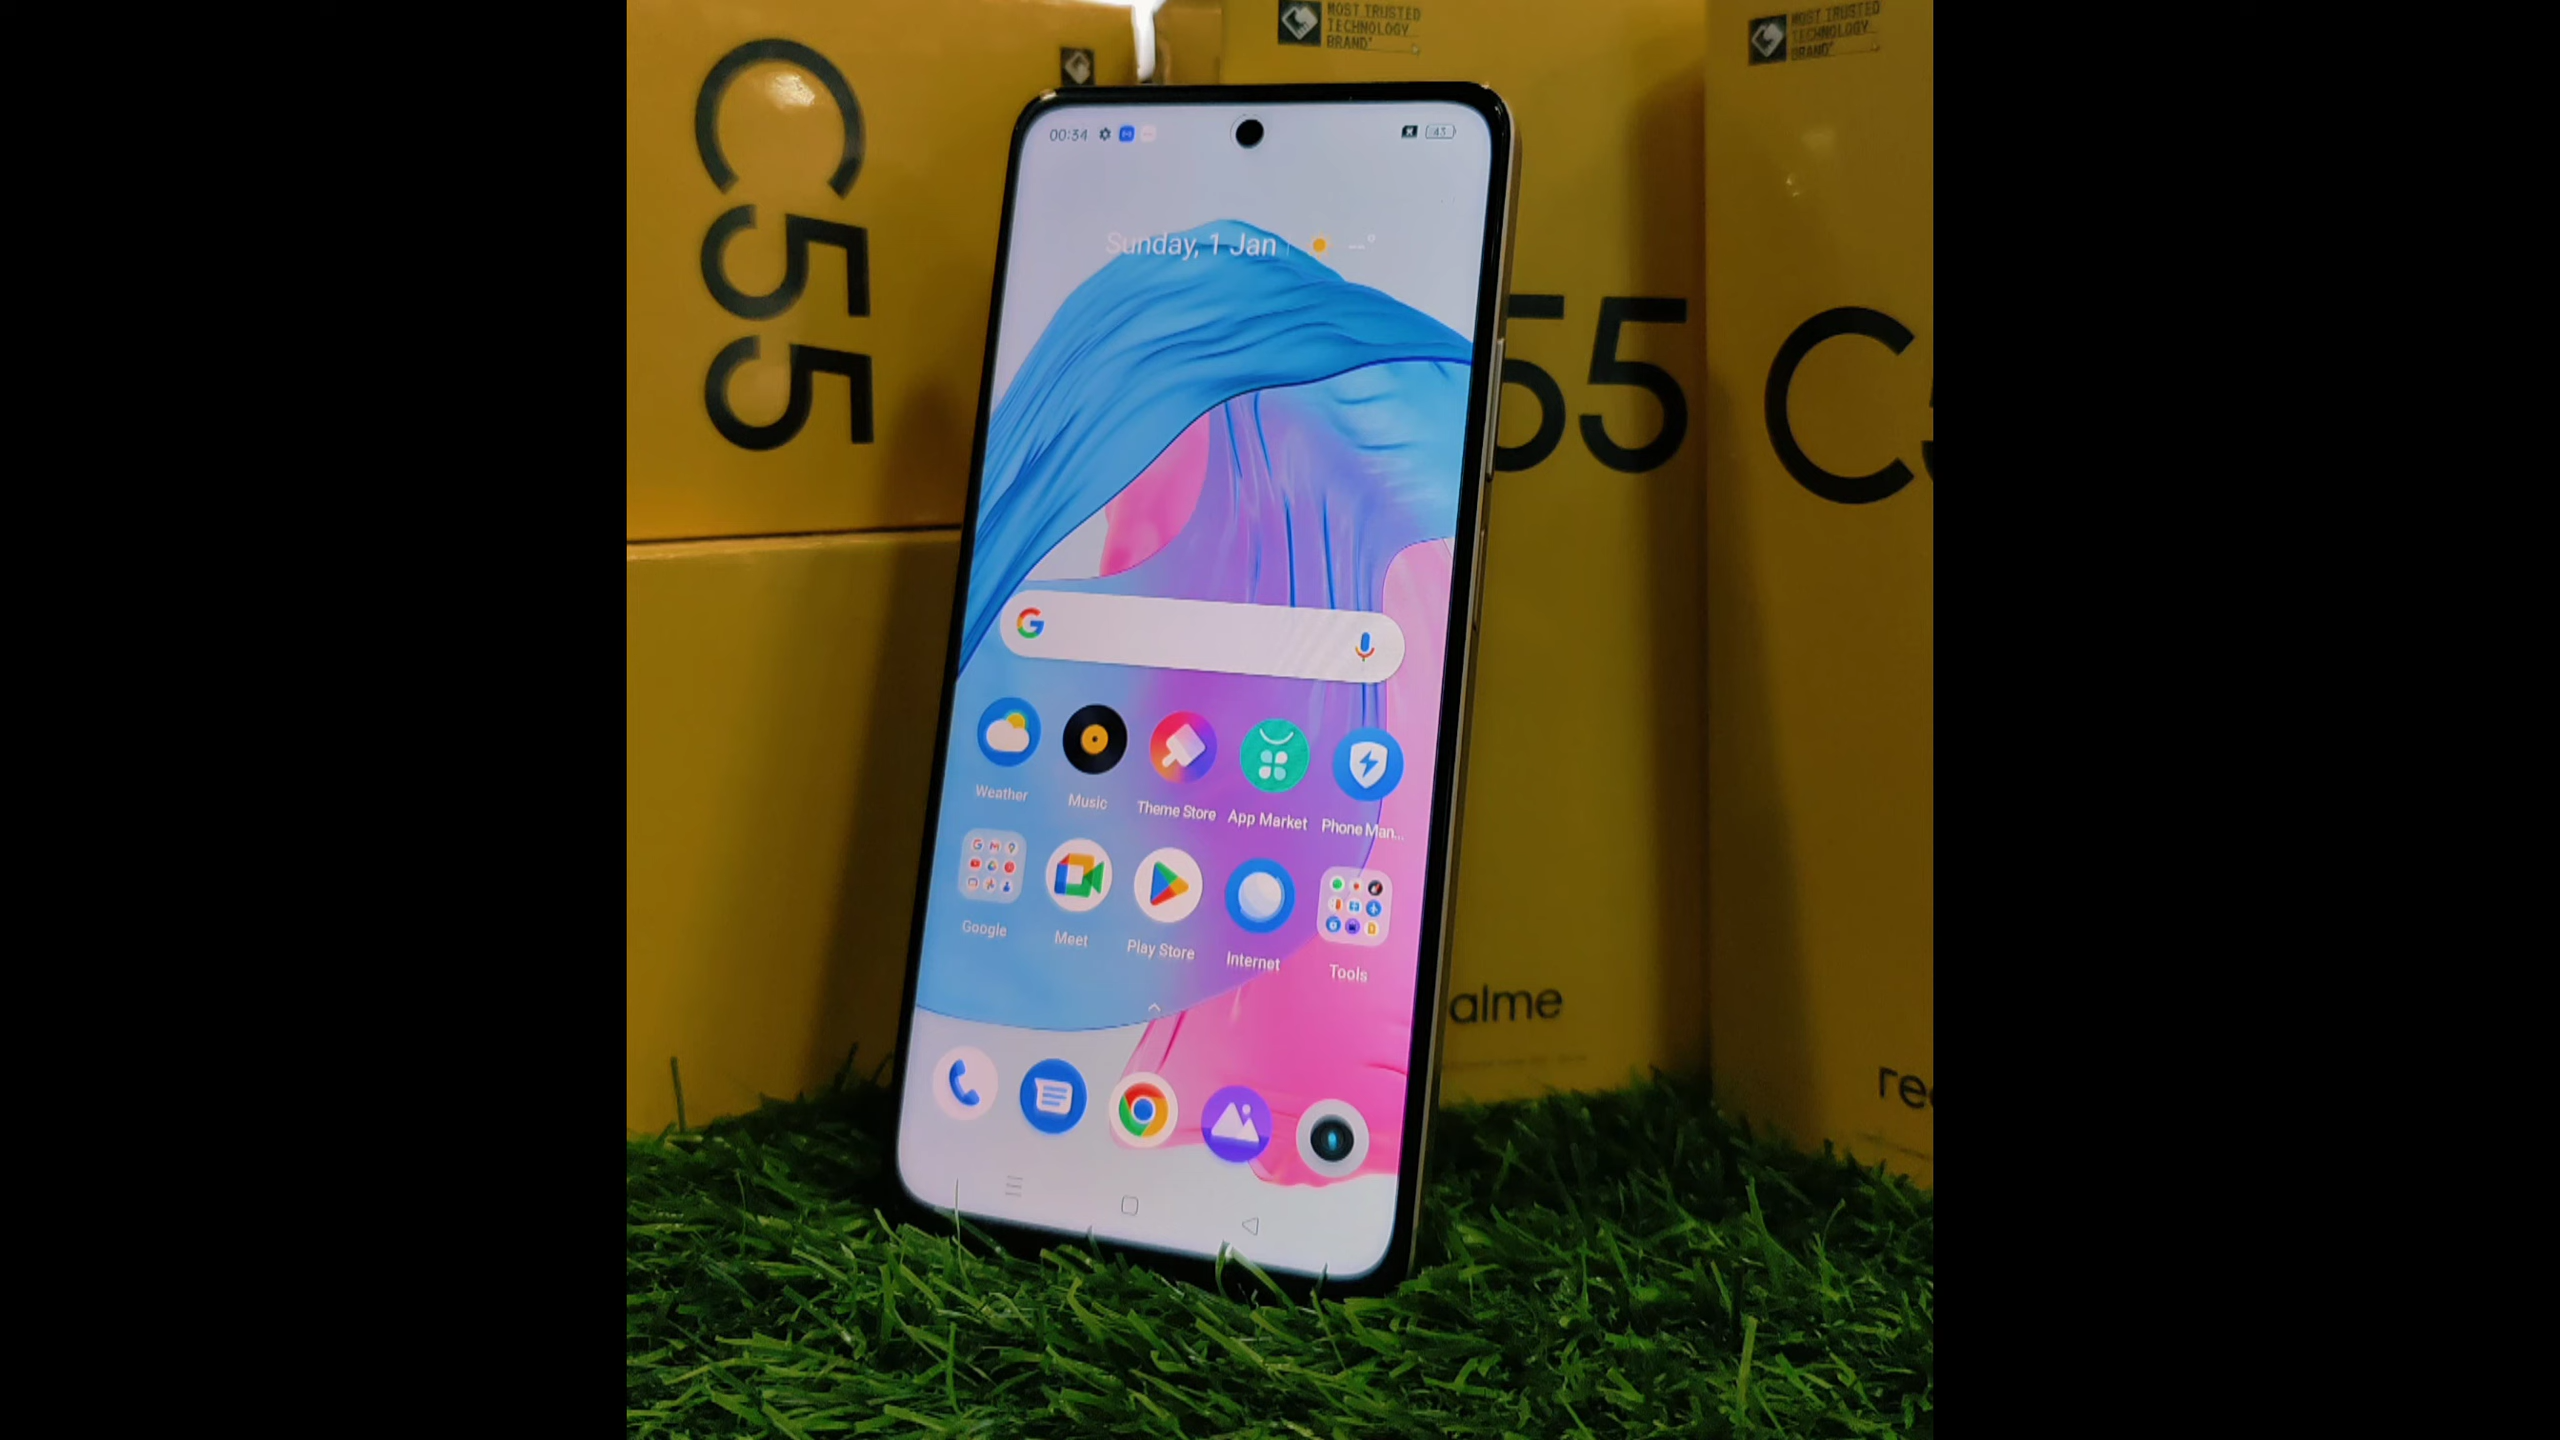 C55
MOST TRUSTED
TECHNOLOGY
BRAND*
MOST TRUSTED
TECHNOLOGY
BRAND*
00:34
43
Sunday, 1 Jan
--°
55
C5
G
Weather
Music
Theme Store
App Market
Phone Man...
Google
Meet
Play Store
Internet
Tools
alme
re